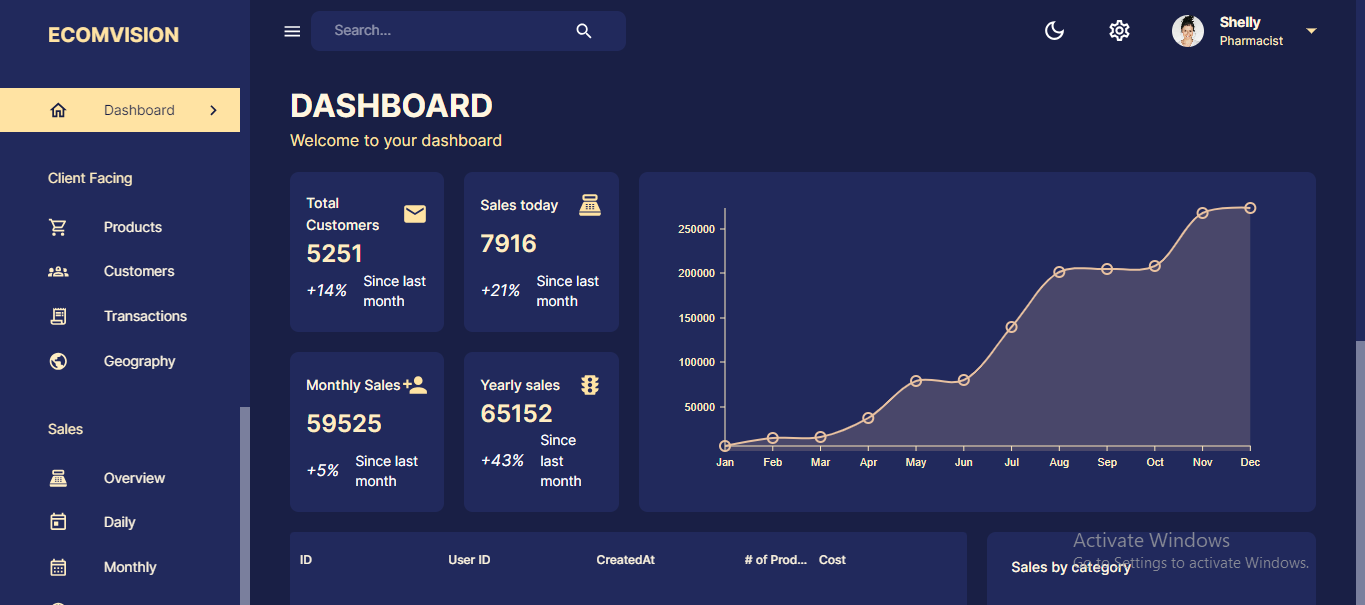 ECOMVISION
Search...
Shelly
Pharmacist
Dashboard
Client Facing
Products
Customers
Transactions
Geography
Sales
Overview
Daily
Monthly
DASHBOARD
Welcome to your dashboard
Total
Customers
5251
+14%
Since last
month
Sales today
7916
+21%
Since last
month
Monthly Sales
59525
+5%
Since last
month
Yearly sales
65152
+43%
Since
last
month
250000
200000
150000
100000
50000
Jan Feb Mar Apr May Jun Jul Aug Sep Oct Nov Dec
ID User ID CreatedAt # of Prod... Cost
Sales by category
Activate Windows
Go to Settings to activate Windows.